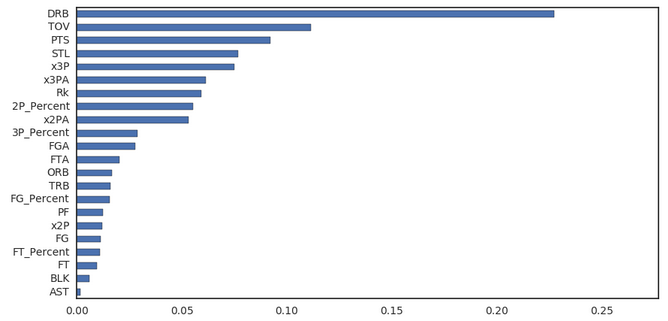 DRB
TOV
PTS
STL
x3P
x3PA
Rk
2P_Percent
x2PA
3P_Percent
FGA
FTA
ORB
TRB
FG_Percent
PF
x2P
FG
FT_Percent
FT
BLK
AST
0.00 0.05 0.10 0.15 0.20 0.25